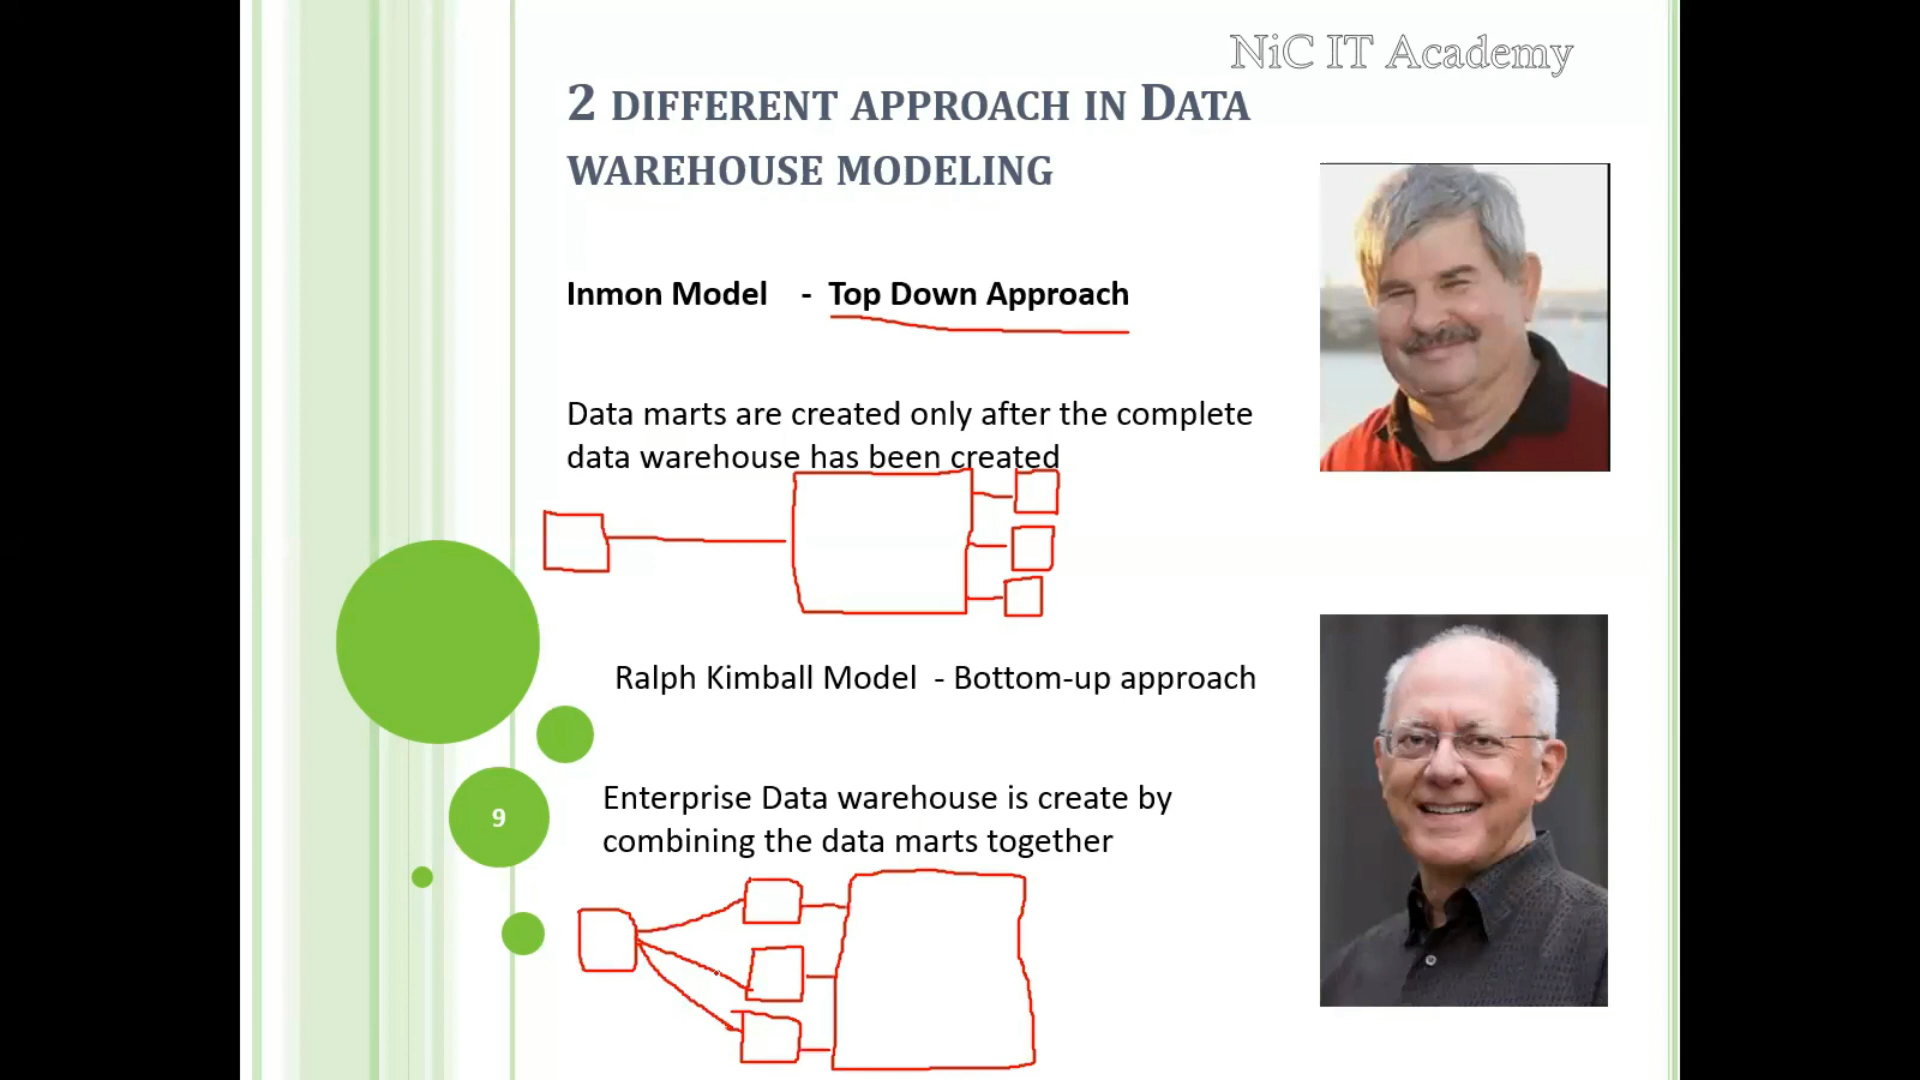 NiC IT Academy
2 DIFFERENT APPROACH IN DATA
WAREHOUSE MODELING
Inmon Model - Top Down Approach
Data marts are created only after the complete
data warehouse has been created
Ralph Kimball Model - Bottom-up approach
Enterprise Data warehouse is create by
combining the data marts together
9